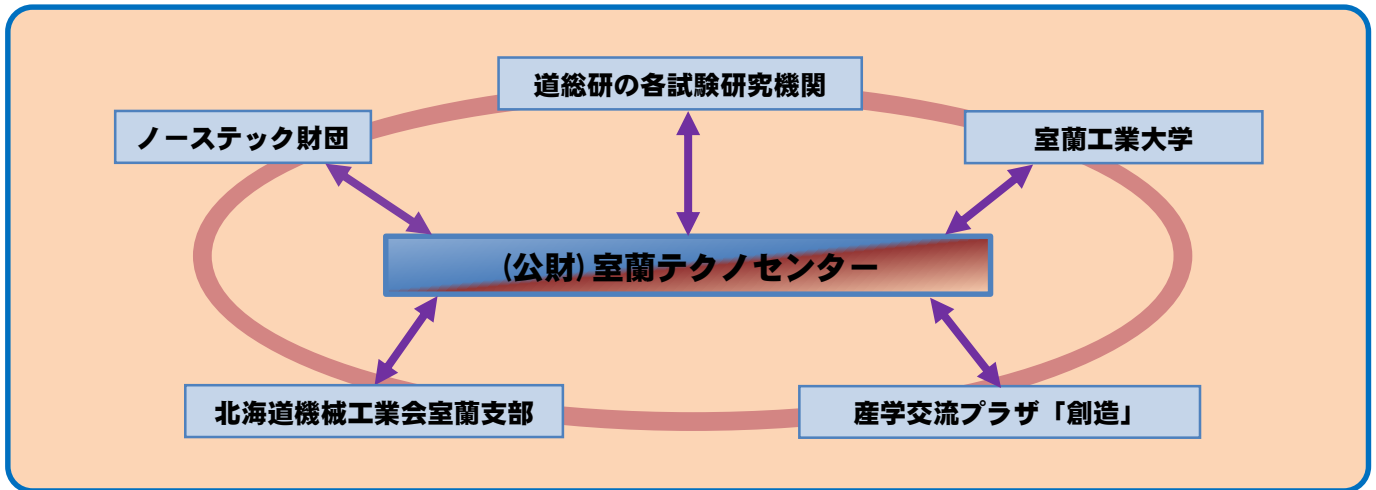 道総研の各試験研究機関
ノーステック財団
室蘭工業大学
(公財) 室蘭テクノセンター
北海道機械工業会室蘭支部
産学交流プラザ「創造」